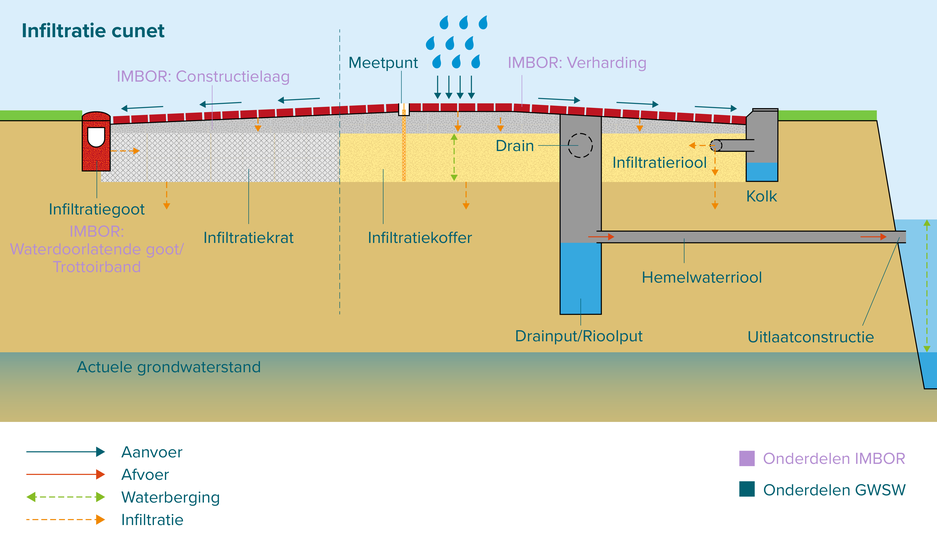 Infiltratie cunet
Meetpunt
IMBOR: Verharding
IMBOR: Constructielaag
Drain
Infiltratieriool
Kolk
Infiltratiegoot
IMBOR:
Waterdoorlatende goot/
Trottoirband
Infiltratiekrat
Infiltratiekoffer
Hemelwaterriool
Drainput/Rioolput
Uitlaatconstructie
Actuele grondwaterstand
Aanvoer
Afvoer
Waterberging
Infiltratie
Onderdelen IMBOR
Onderdelen GWSW